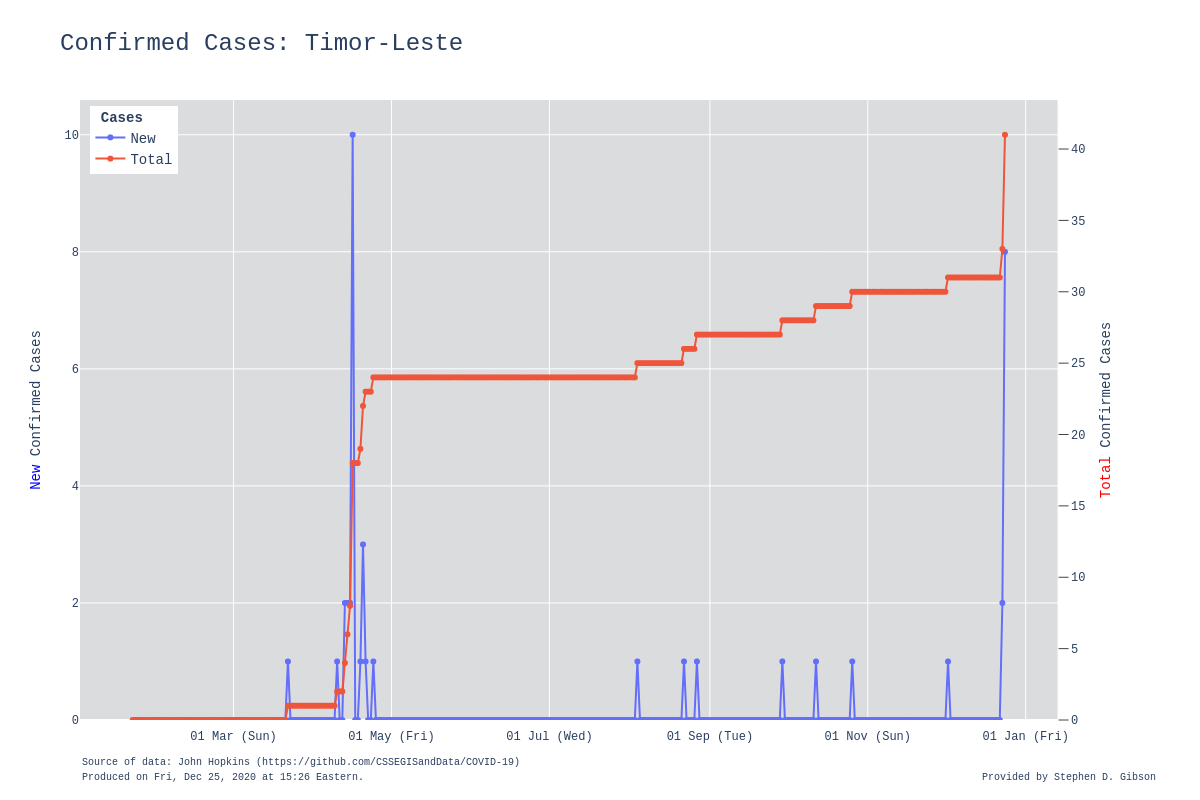 Confirmed Cases: Timor-Leste
Cases
New
Total
10
8
6
4
2
0
New Confirmed Cases
40
35
30
25
20
15
10
5
0
Total Confirmed Cases
01 Mar (Sun)
01 May (Fri)
01 Jul (Wed)
01 Sep (Tue)
01 Nov (Sun)
01 Jan (Fri)
Source of data: John Hopkins (https://github.com/CSSEGISandData/COVID-19)
Produced on Fri, Dec 25, 2020 at 15:26 Eastern.
Provided by Stephen D. Gibson